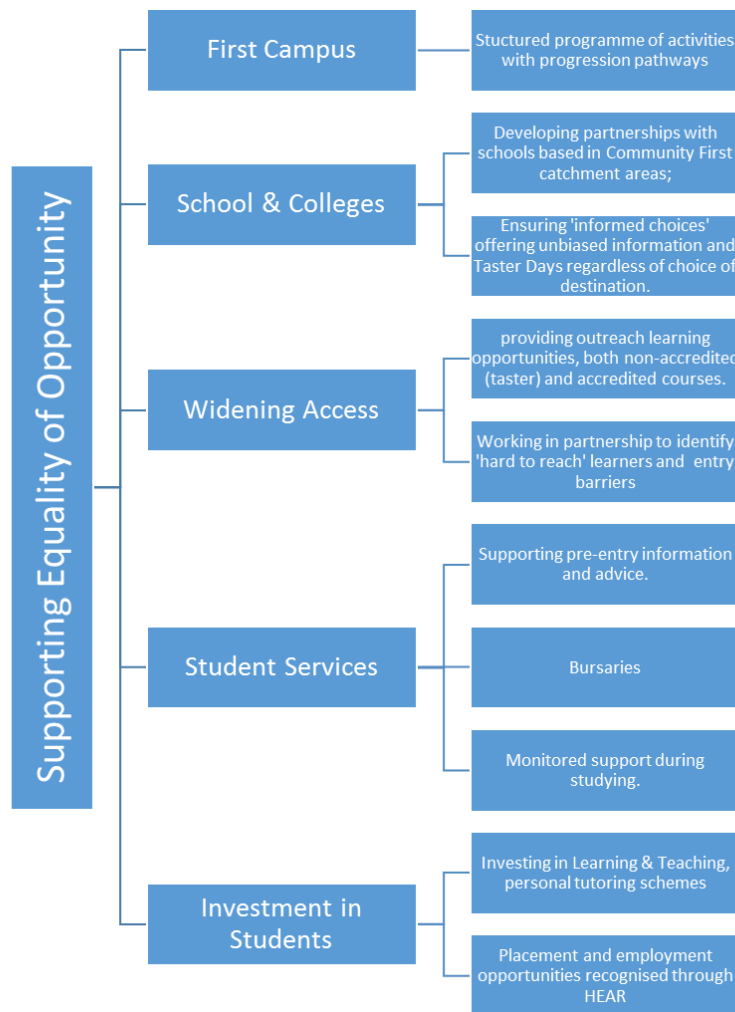 Supporting Equality of Opportunity
First Campus
Stuctured programme of activities
with progression pathways
School & Colleges
Developing partnerships with
schools based in Community First
catchment areas;
Ensuring 'informed choices'
offering unbiased information and
Taster Days regardless of choice of
destination.
Widening Access
providing outreach learning
opportunities, both non-accredited
(taster) and accredited courses.
Working in partnership to identify
'hard to reach' learners and  entry
barriers
Student Services
Supporting pre-entry information
and advice.
Bursaries
Monitored support during
studying.
Investment in
Students
Investing in Learning & Teaching,
personal tutoring schemes
Placement and employment
opportunities recognised through
HEAR